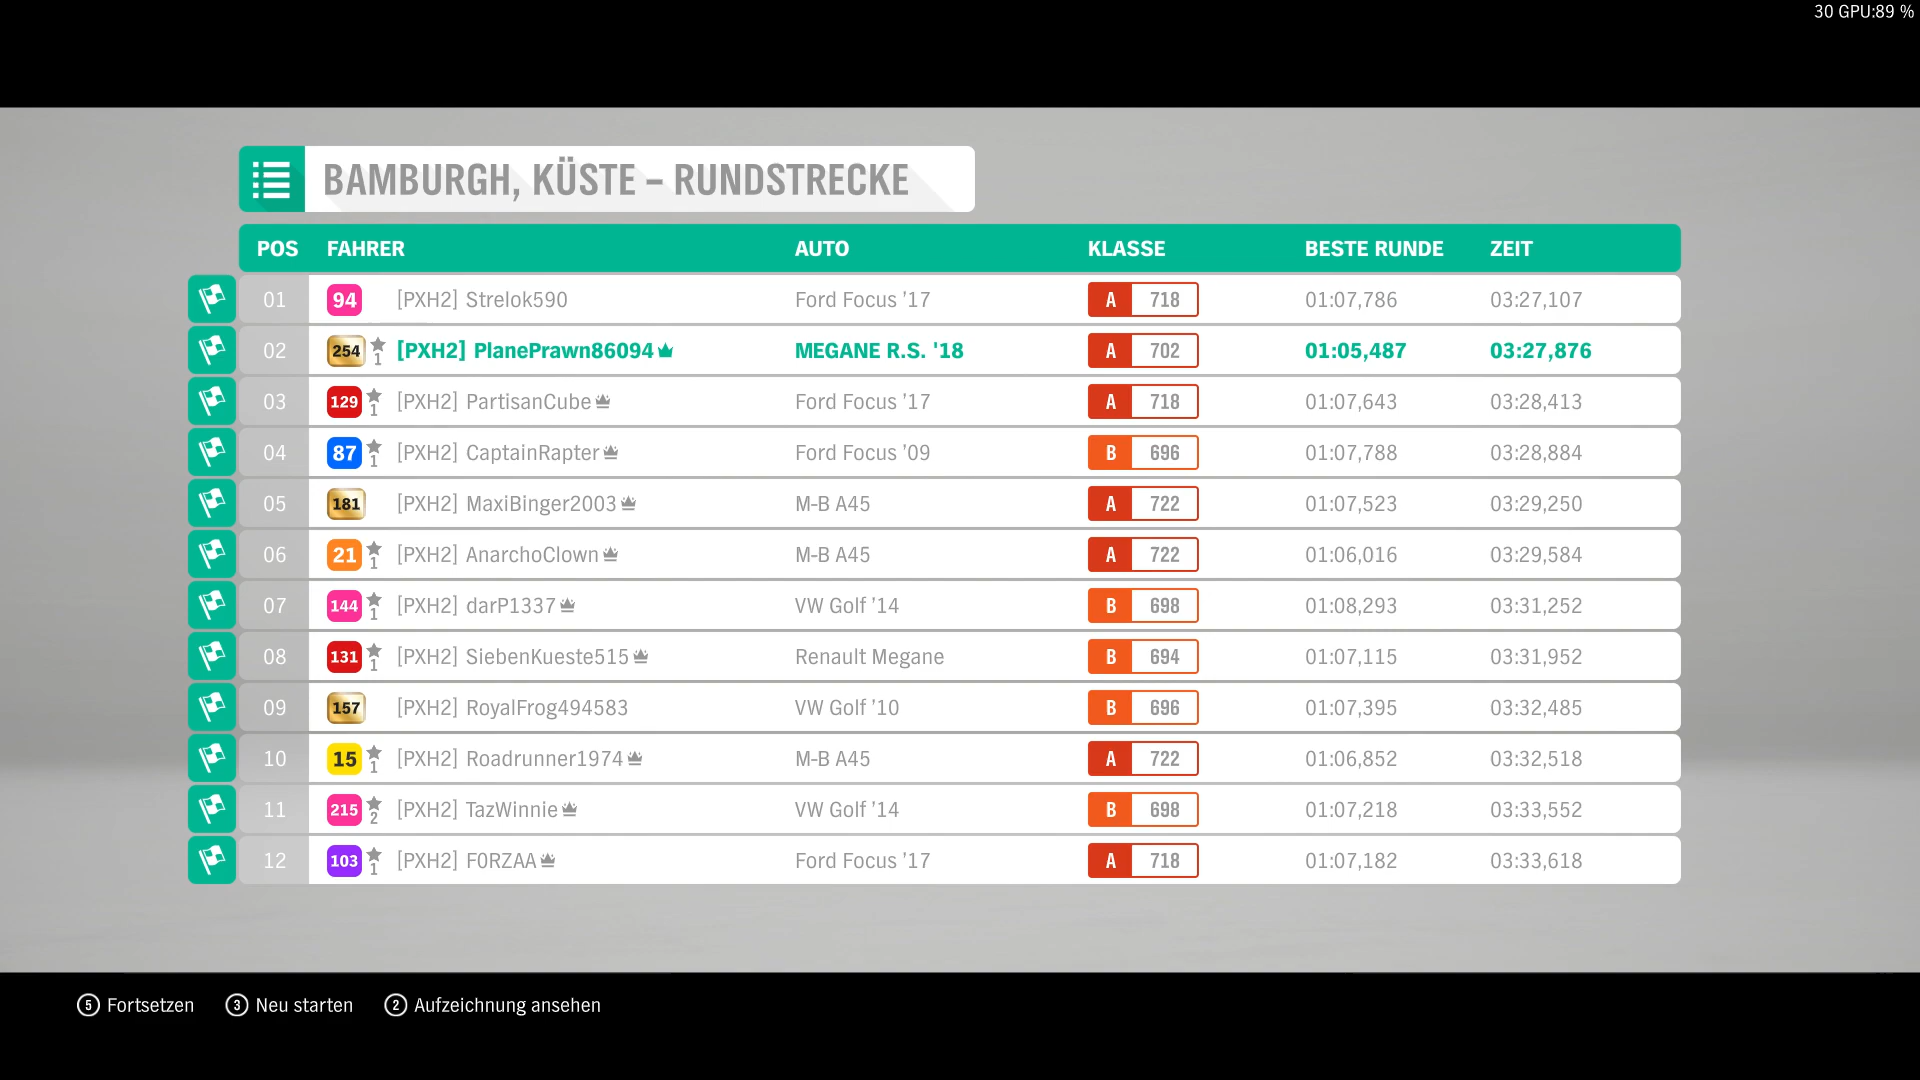 30 GPU:89 %
BAMBURGH, KÜSTE – RUNDSTRECKE
POS FAHRER AUTO KLASSE BESTE RUNDE ZEIT
01 94 [PXH2] Strelok590 Ford Focus ’17 A 718 01:07,786 03:27,107
02 254 1 [PXH2] PlanePrawn86094 MEGANE R.S. '18 A 702 01:05,487 03:27,876
03 129 1 [PXH2] PartisanCube Ford Focus ’17 A 718 01:07,643 03:28,413
04 87 1 [PXH2] CaptainRapter Ford Focus ’09 B 696 01:07,788 03:28,884
05 181 [PXH2] MaxiBinger2003 M-B A45 A 722 01:07,523 03:29,250
06 21 1 [PXH2] AnarchoClown M-B A45 A 722 01:06,016 03:29,584
07 144 1 [PXH2] darP1337 VW Golf ’14 B 698 01:08,293 03:31,252
08 131 1 [PXH2] SiebenKueste515 Renault Megane B 694 01:07,115 03:31,952
09 157 [PXH2] RoyalFrog494583 VW Golf ’10 B 696 01:07,395 03:32,485
10 15 1 [PXH2] Roadrunner1974 M-B A45 A 722 01:06,852 03:32,518
11 215 2 [PXH2] TazWinnie VW Golf ’14 B 698 01:07,218 03:33,552
12 103 1 [PXH2] F0RZAA Ford Focus ’17 A 718 01:07,182 03:33,618
5 Fortsetzen 3 Neu starten 2 Aufzeichnung ansehen